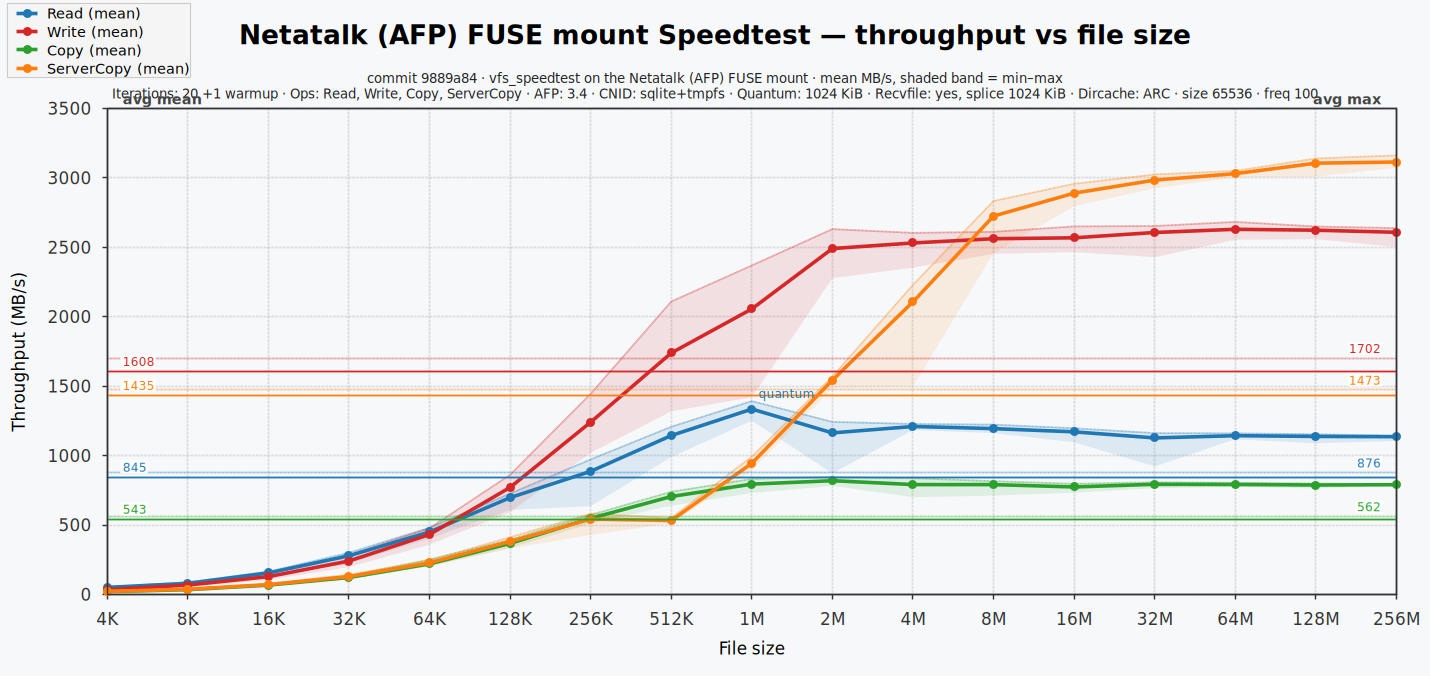 Read (mean)
Write (mean)
Copy (mean)
ServerCopy (mean)
Netatalk (AFP) FUSE mount Speedtest — throughput vs file size
commit 9889a84 · vfs_speedtest on the Netatalk (AFP) FUSE mount · mean MB/s, shaded band = min–max
Iterations: 20 +1 warmup · Ops: Read, Write, Copy, ServerCopy · AFP: 3.4 · CNID: sqlite+tmpfs · Quantum: 1024 KiB · Recvfile: yes, splice 1024 KiB · Dircache: ARC · size 65536 · freq 100
avg mean
avg max
3500
3000
2500
2000
1500
1000
500
0
Throughput (MB/s)
1608
1702
1435
1473
quantum
845
876
543
562
4K 8K 16K 32K 64K 128K 256K 512K 1M 2M 4M 8M 16M 32M 64M 128M 256M
File size